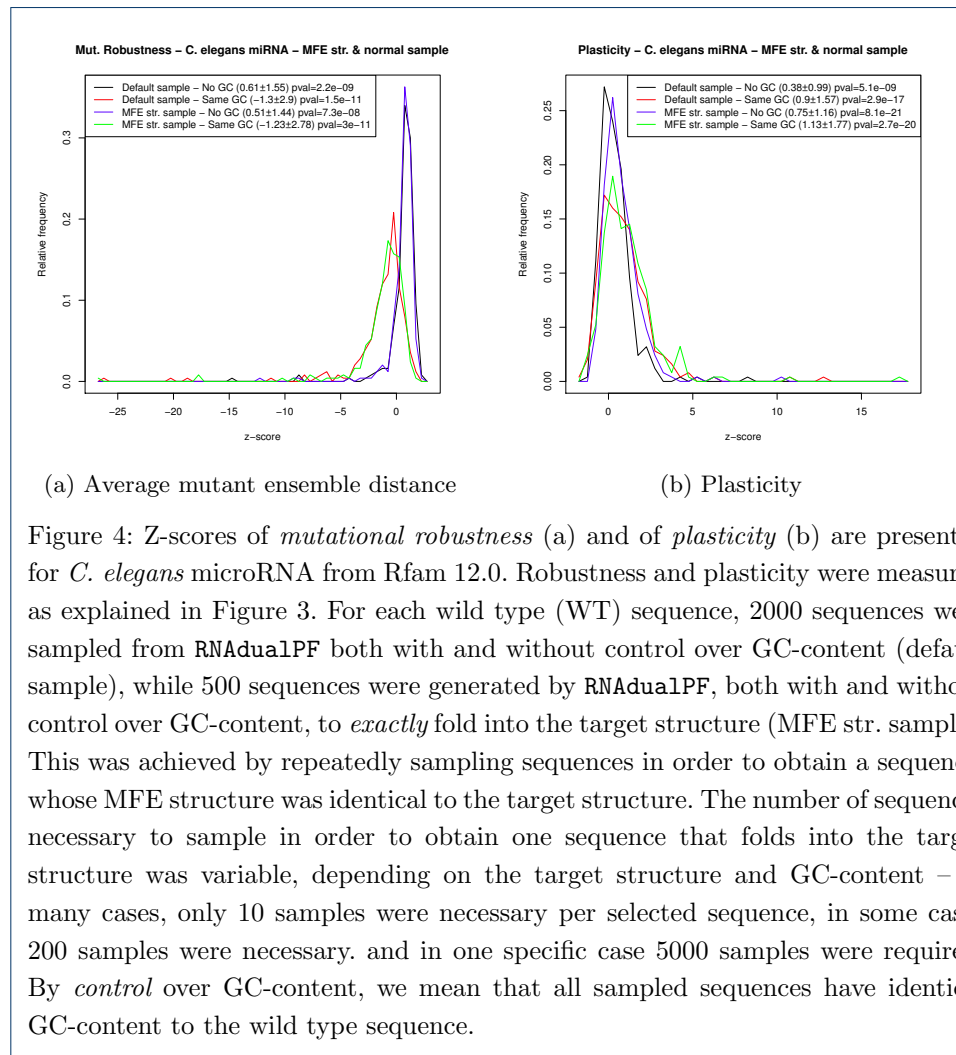 Mut. Robustness – C. elegans miRNA – MFE str. & normal sample
Default sample – No GC (0.61±1.55) pval=2.2e–09
Default sample – Same GC (–1.3±2.9) pval=1.5e–11
MFE str. sample – No GC (0.51±1.44) pval=7.3e–08
MFE str. sample – Same GC (–1.23±2.78) pval=3e–11
Relative frequency
0.3
0.2
0.1
0.0
–25
–20
–15
–10
–5
0
z–score
Plasticity – C. elegans miRNA – MFE str. & normal sample
Default sample – No GC (0.38±0.99) pval=5.1e–09
Default sample – Same GC (0.9±1.57) pval=2.9e–17
MFE str. sample – No GC (0.75±1.16) pval=8.1e–21
MFE str. sample – Same GC (1.13±1.77) pval=2.7e–20
Relative frequency
0.25
0.20
0.15
0.10
0.05
0.00
0
5
10
15
z–score
(a) Average mutant ensemble distance
(b) Plasticity
Figure 4: Z-scores of mutational robustness (a) and of plasticity (b) are present
for C. elegans microRNA from Rfam 12.0. Robustness and plasticity were measur
as explained in Figure 3. For each wild type (WT) sequence, 2000 sequences we
sampled from RNAdualPF both with and without control over GC-content (defau
sample), while 500 sequences were generated by RNAdualPF, both with and witho
control over GC-content, to exactly fold into the target structure (MFE str. sampl
This was achieved by repeatedly sampling sequences in order to obtain a sequen
whose MFE structure was identical to the target structure. The number of sequenc
necessary to sample in order to obtain one sequence that folds into the targ
structure was variable, depending on the target structure and GC-content –
many cases, only 10 samples were necessary per selected sequence, in some cas
200 samples were necessary. and in one specific case 5000 samples were require
By control over GC-content, we mean that all sampled sequences have identic
GC-content to the wild type sequence.